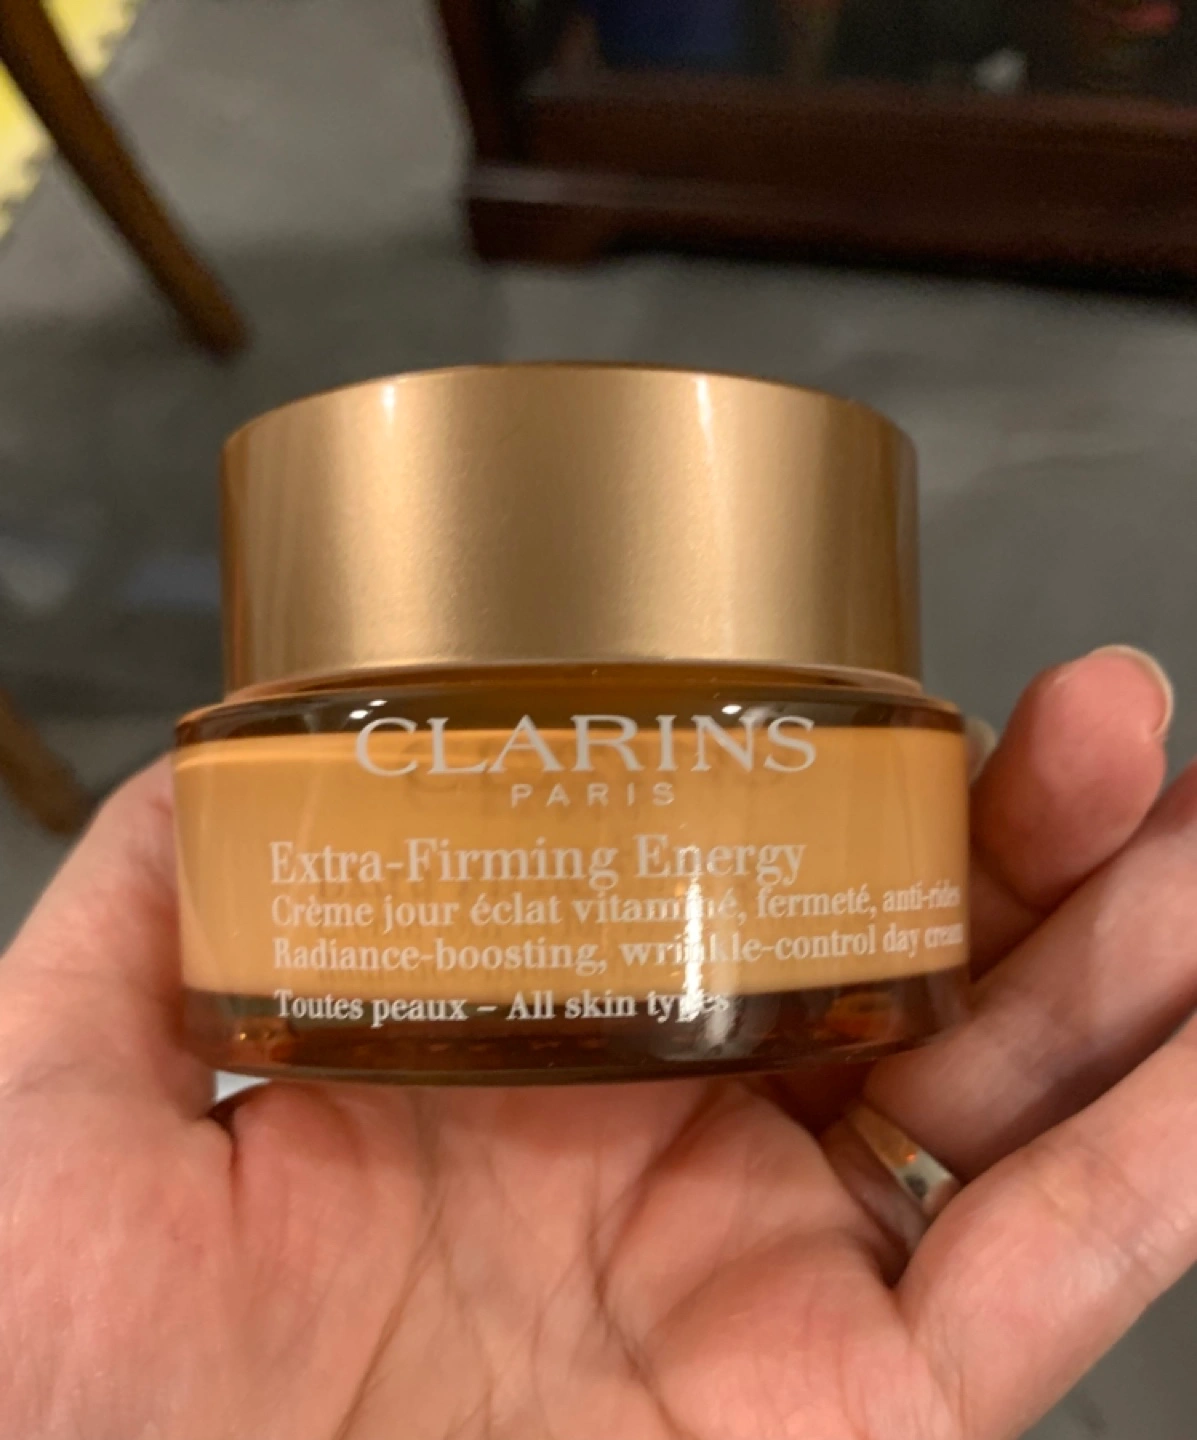 CLARINS
PARIS
Extra-Firming Energy
Crème jour éclat vitaminé, fermeté, anti-rides
Radiance-boosting, wrinkle-control day cream
Toutes peaux – All skin types